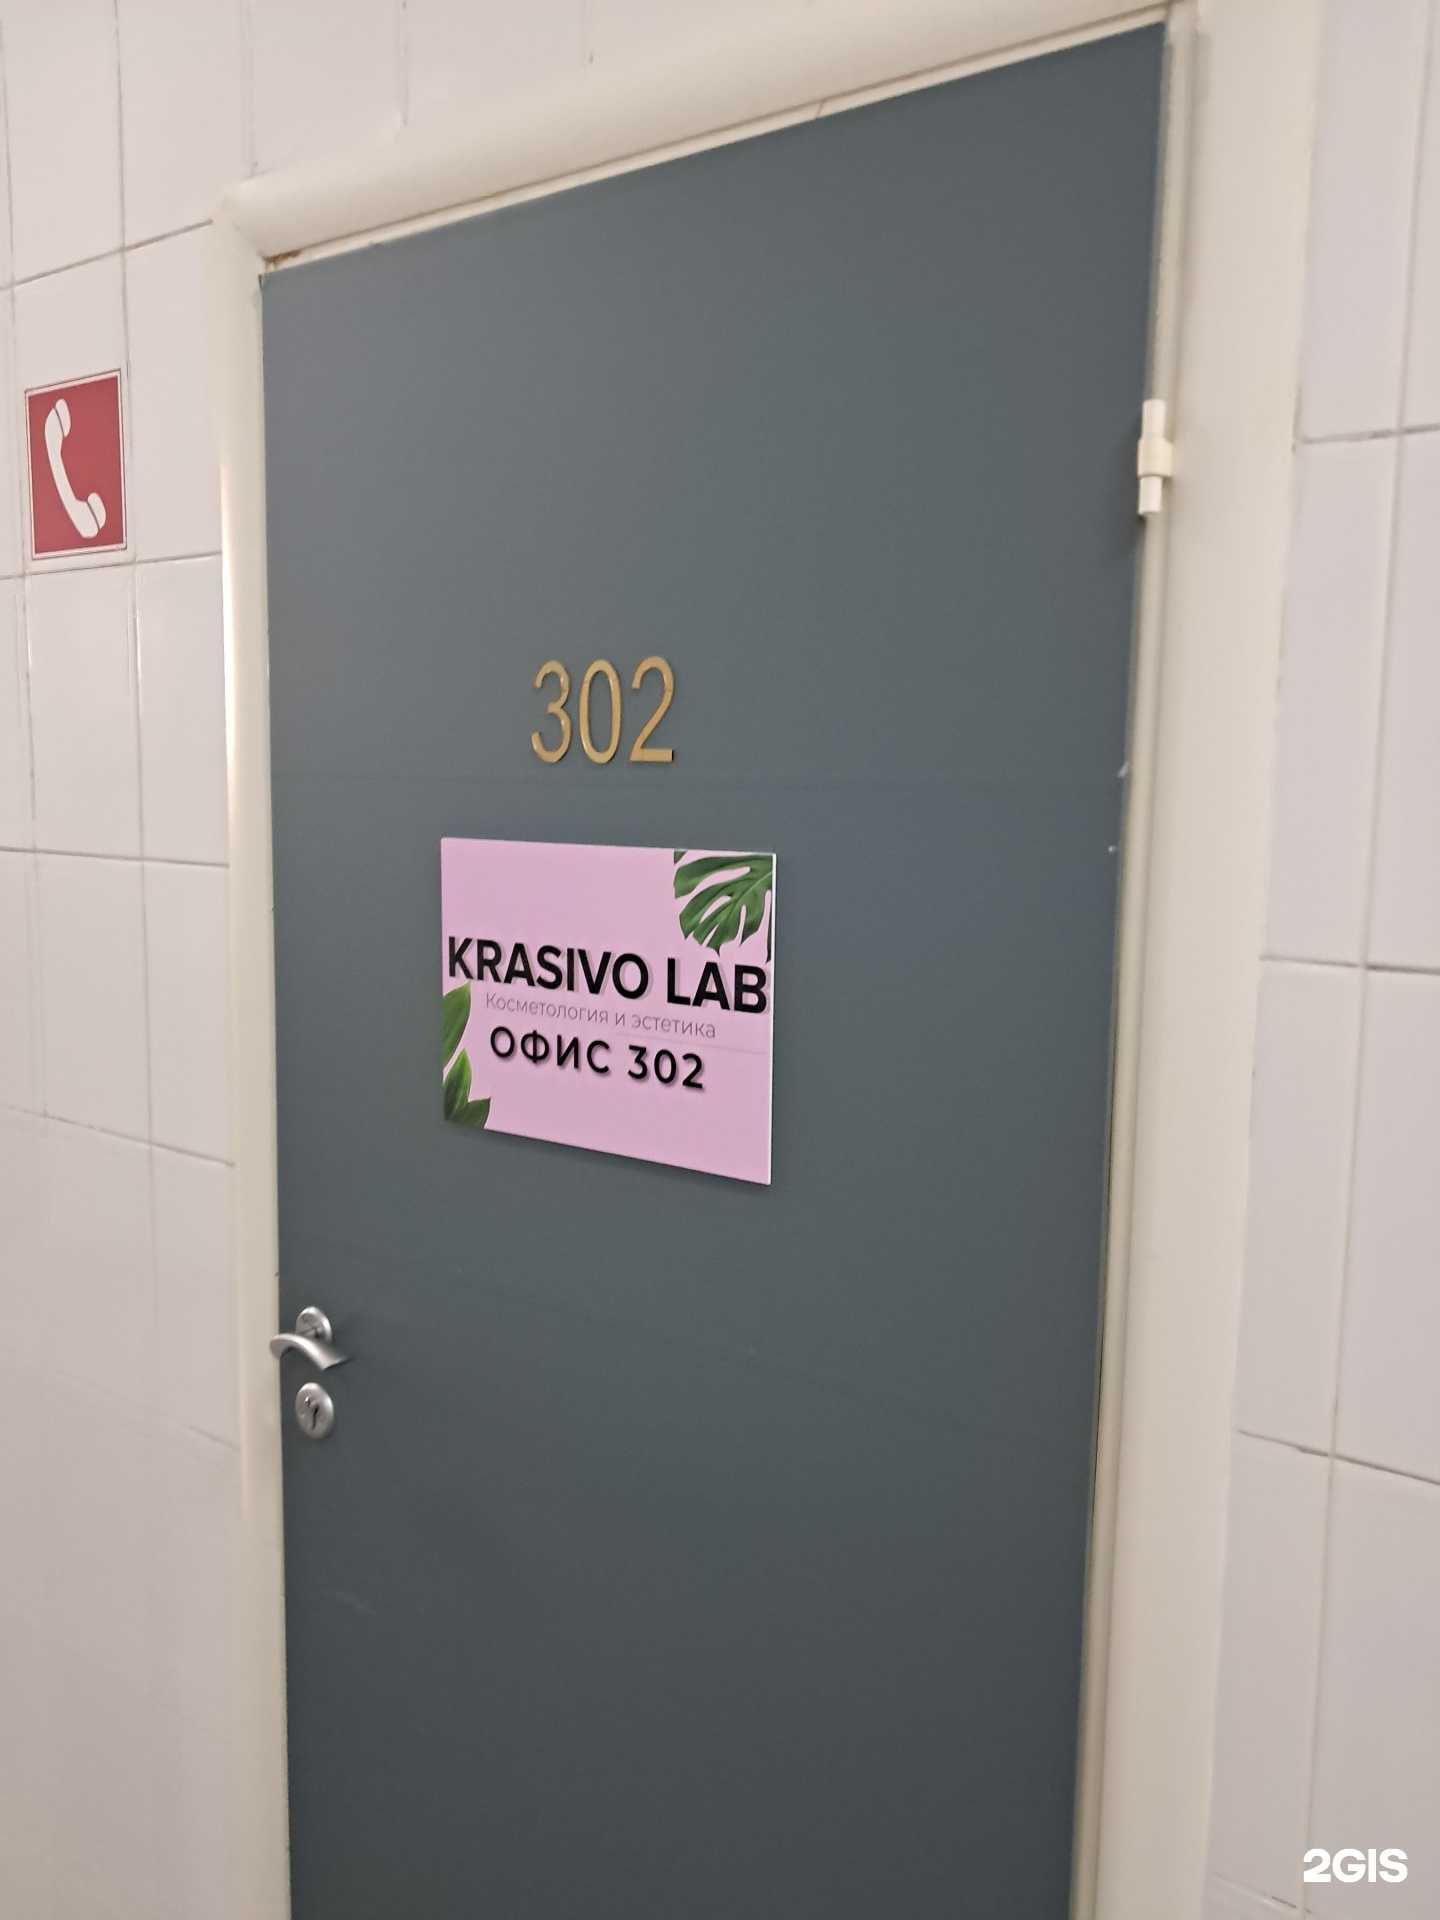 302
KRASIVO LAB
Косметология и эстетика
ОФИС 302
2GIS